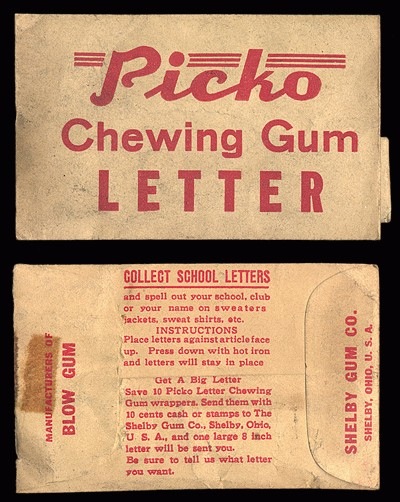 Picko
Chewing Gum
LETTER
COLLECT SCHOOL LETTERS
and spell out your school, club
or your name on sweaters
jackets, sweat shirts, etc.
INSTRUCTIONS
Place letters against article face
up. Press down with hot iron
and letters will stay in place
Get A Big Letter
Save 10 Picko Letter Chewing
Gum wrappers. Send them with
10 cents cash or stamps to The
Shelby Gum Co., Shelby, Ohio,
U. S. A., and one large 8 inch
letter will be sent you.
Be sure to tell us what letter
you want.
MANUFACTURERS OF
BLOW GUM
SHELBY GUM CO.
SHELBY, OHIO, U. S. A.